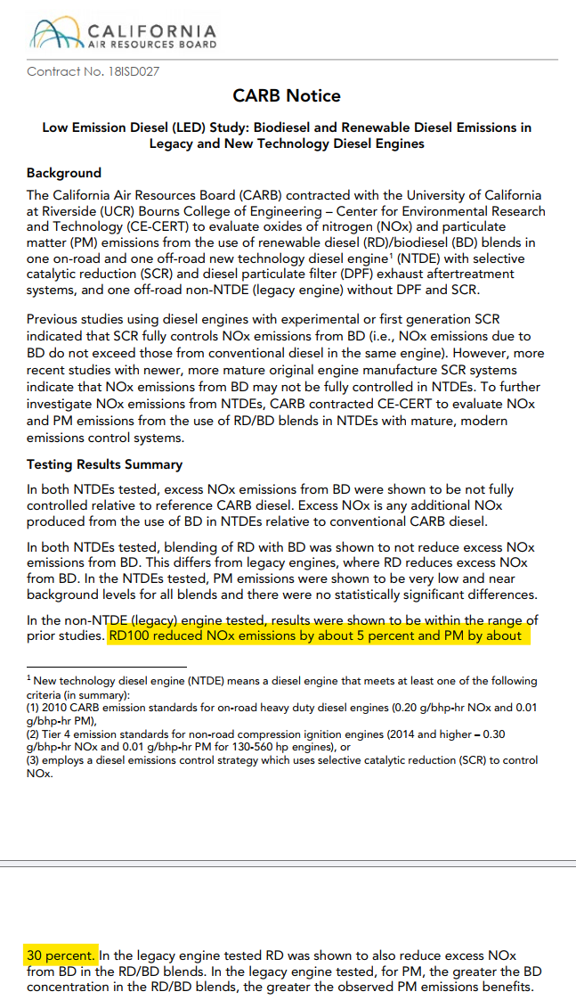 CALIFORNIA
AIR RESOURCES BOARD
Contract No. 18ISD027
CARB Notice
Low Emission Diesel (LED) Study: Biodiesel and Renewable Diesel Emissions in
Legacy and New Technology Diesel Engines
Background
The California Air Resources Board (CARB) contracted with the University of California
at Riverside (UCR) Bourns College of Engineering – Center for Environmental Research
and Technology (CE-CERT) to evaluate oxides of nitrogen (NOx) and particulate
matter (PM) emissions from the use of renewable diesel (RD)/biodiesel (BD) blends in
one on-road and one off-road new technology diesel engine¹ (NTDE) with selective
catalytic reduction (SCR) and diesel particulate filter (DPF) exhaust aftertreatment
systems, and one off-road non-NTDE (legacy engine) without DPF and SCR.
Previous studies using diesel engines with experimental or first generation SCR
indicated that SCR fully controls NOx emissions from BD (i.e., NOx emissions due to
BD do not exceed those from conventional diesel in the same engine). However, more
recent studies with newer, more mature original engine manufacture SCR systems
indicate that NOx emissions from BD may not be fully controlled in NTDEs. To further
investigate NOx emissions from NTDEs, CARB contracted CE-CERT to evaluate NOx
and PM emissions from the use of RD/BD blends in NTDEs with mature, modern
emissions control systems.
Testing Results Summary
In both NTDEs tested, excess NOx emissions from BD were shown to be not fully
controlled relative to reference CARB diesel. Excess NOx is any additional NOx
produced from the use of BD in NTDEs relative to conventional CARB diesel.
In both NTDEs tested, blending of RD with BD was shown to not reduce excess NOx
emissions from BD. This differs from legacy engines, where RD reduces excess NOx
from BD. In the NTDEs tested, PM emissions were shown to be very low and near
background levels for all blends and there were no statistically significant differences.
In the non-NTDE (legacy) engine tested, results were shown to be within the range of
prior studies. RD100 reduced NOx emissions by about 5 percent and PM by about
¹ New technology diesel engine (NTDE) means a diesel engine that meets at least one of the following
criteria (in summary):
(1) 2010 CARB emission standards for on-road heavy duty diesel engines (0.20 g/bhp-hr NOx and 0.01
g/bhp-hr PM),
(2) Tier 4 emission standards for non-road compression ignition engines (2014 and higher – 0.30
g/bhp-hr NOx and 0.01 g/bhp-hr PM for 130-560 hp engines), or
(3) employs a diesel emissions control strategy which uses selective catalytic reduction (SCR) to control
NOx.
30 percent. In the legacy engine tested RD was shown to also reduce excess NOx
from BD in the RD/BD blends. In the legacy engine tested, for PM, the greater the BD
concentration in the RD/BD blends, the greater the observed PM emissions benefits.